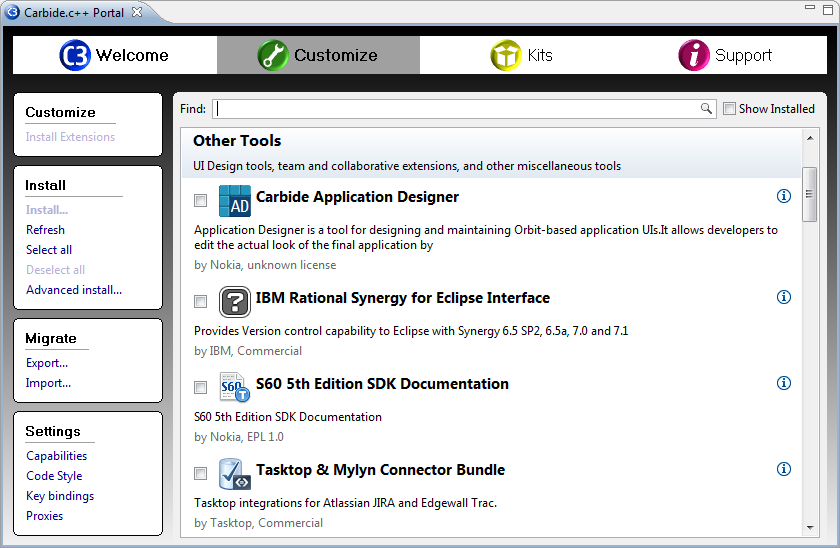 Carbide.c++ Portal
Welcome
Customize
Kits
Support
Customize
Install Extensions
Install
Install...
Refresh
Select all
Deselect all
Advanced install...
Migrate
Export...
Import...
Settings
Capabilities
Code Style
Key bindings
Proxies
Find:
Show Installed
Other Tools
UI Design tools, team and collaborative extensions, and other miscellaneous tools
AD
Carbide Application Designer
Application Designer is a tool for designing and maintaining Orbit-based application UIs.It allows developers to
edit the actual look of the final application by
by Nokia, unknown license
IBM Rational Synergy for Eclipse Interface
Provides Version control capability to Eclipse with Synergy 6.5 SP2, 6.5a, 7.0 and 7.1
by IBM, Commercial
S60
S60 5th Edition SDK Documentation
S60 5th Edition SDK Documentation
by Nokia, EPL 1.0
Tasktop & Mylyn Connector Bundle
Tasktop integrations for Atlassian JIRA and Edgewall Trac.
by Tasktop, Commercial